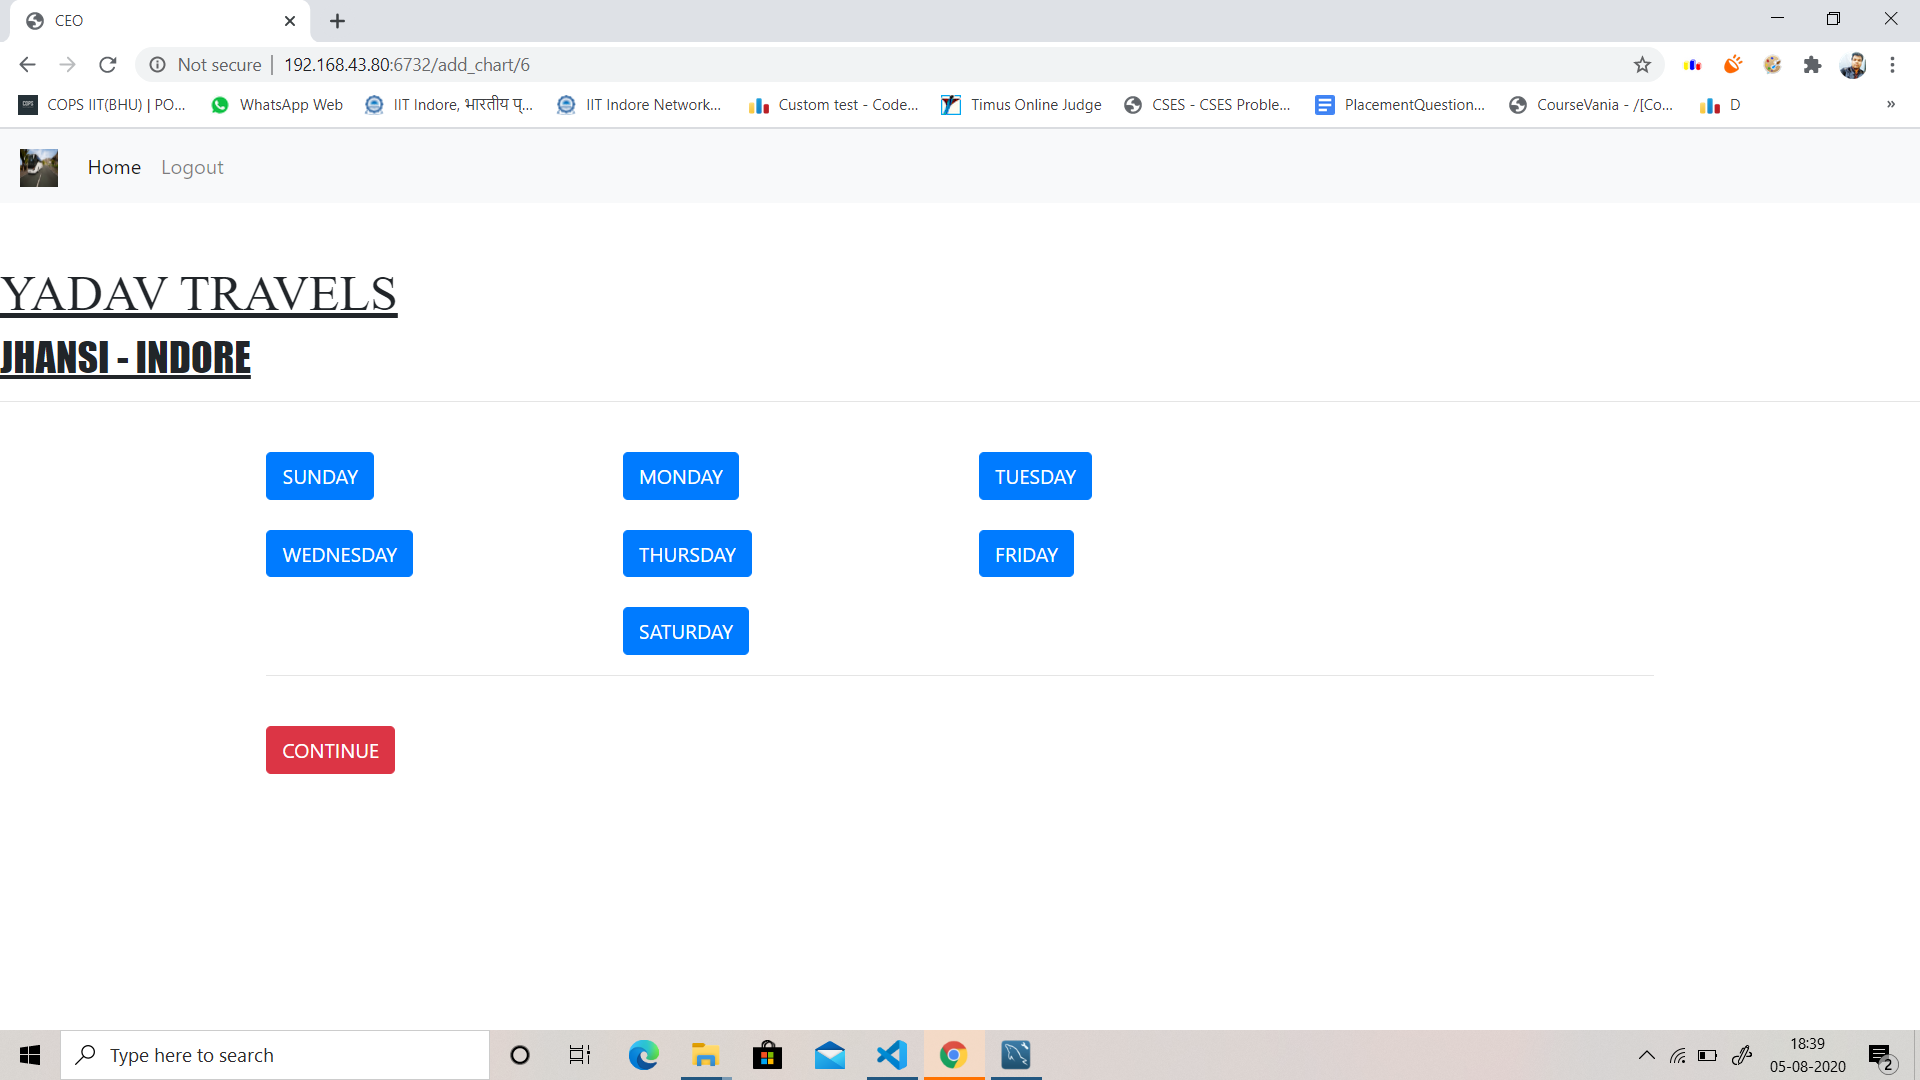 CEO
Not secure | 192.168.43.80:6732/add_chart/6
COPS IIT(BHU) | PO... WhatsApp Web IIT Indore, भारतीय प्... IIT Indore Network... Custom test - Code... Timus Online Judge CSES - CSES Proble... PlacementQuestion... CourseVania - /[Co... D »
Home Logout
YADAV TRAVELS
JHANSI - INDORE
SUNDAY MONDAY TUESDAY
WEDNESDAY THURSDAY FRIDAY
SATURDAY
CONTINUE
Type here to search
18:39
05-08-2020
2